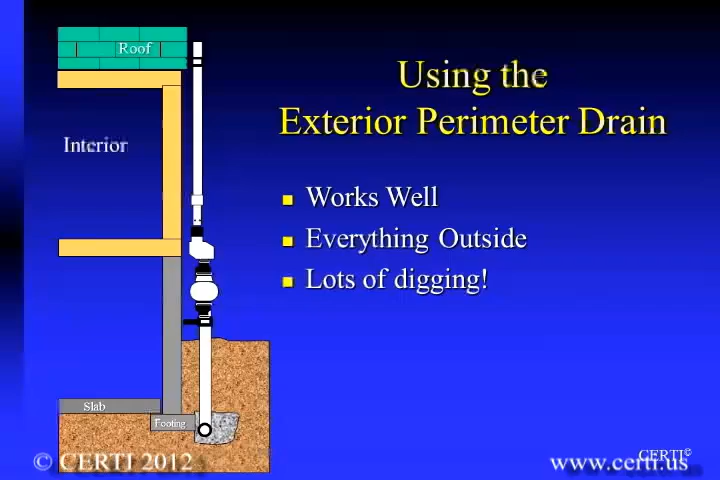 Roof
Using the
Exterior Perimeter Drain
Interior
Works Well
Everything Outside
Lots of digging!
Slab
Footing
CERTI©
© CERTI 2012
www.certi.us